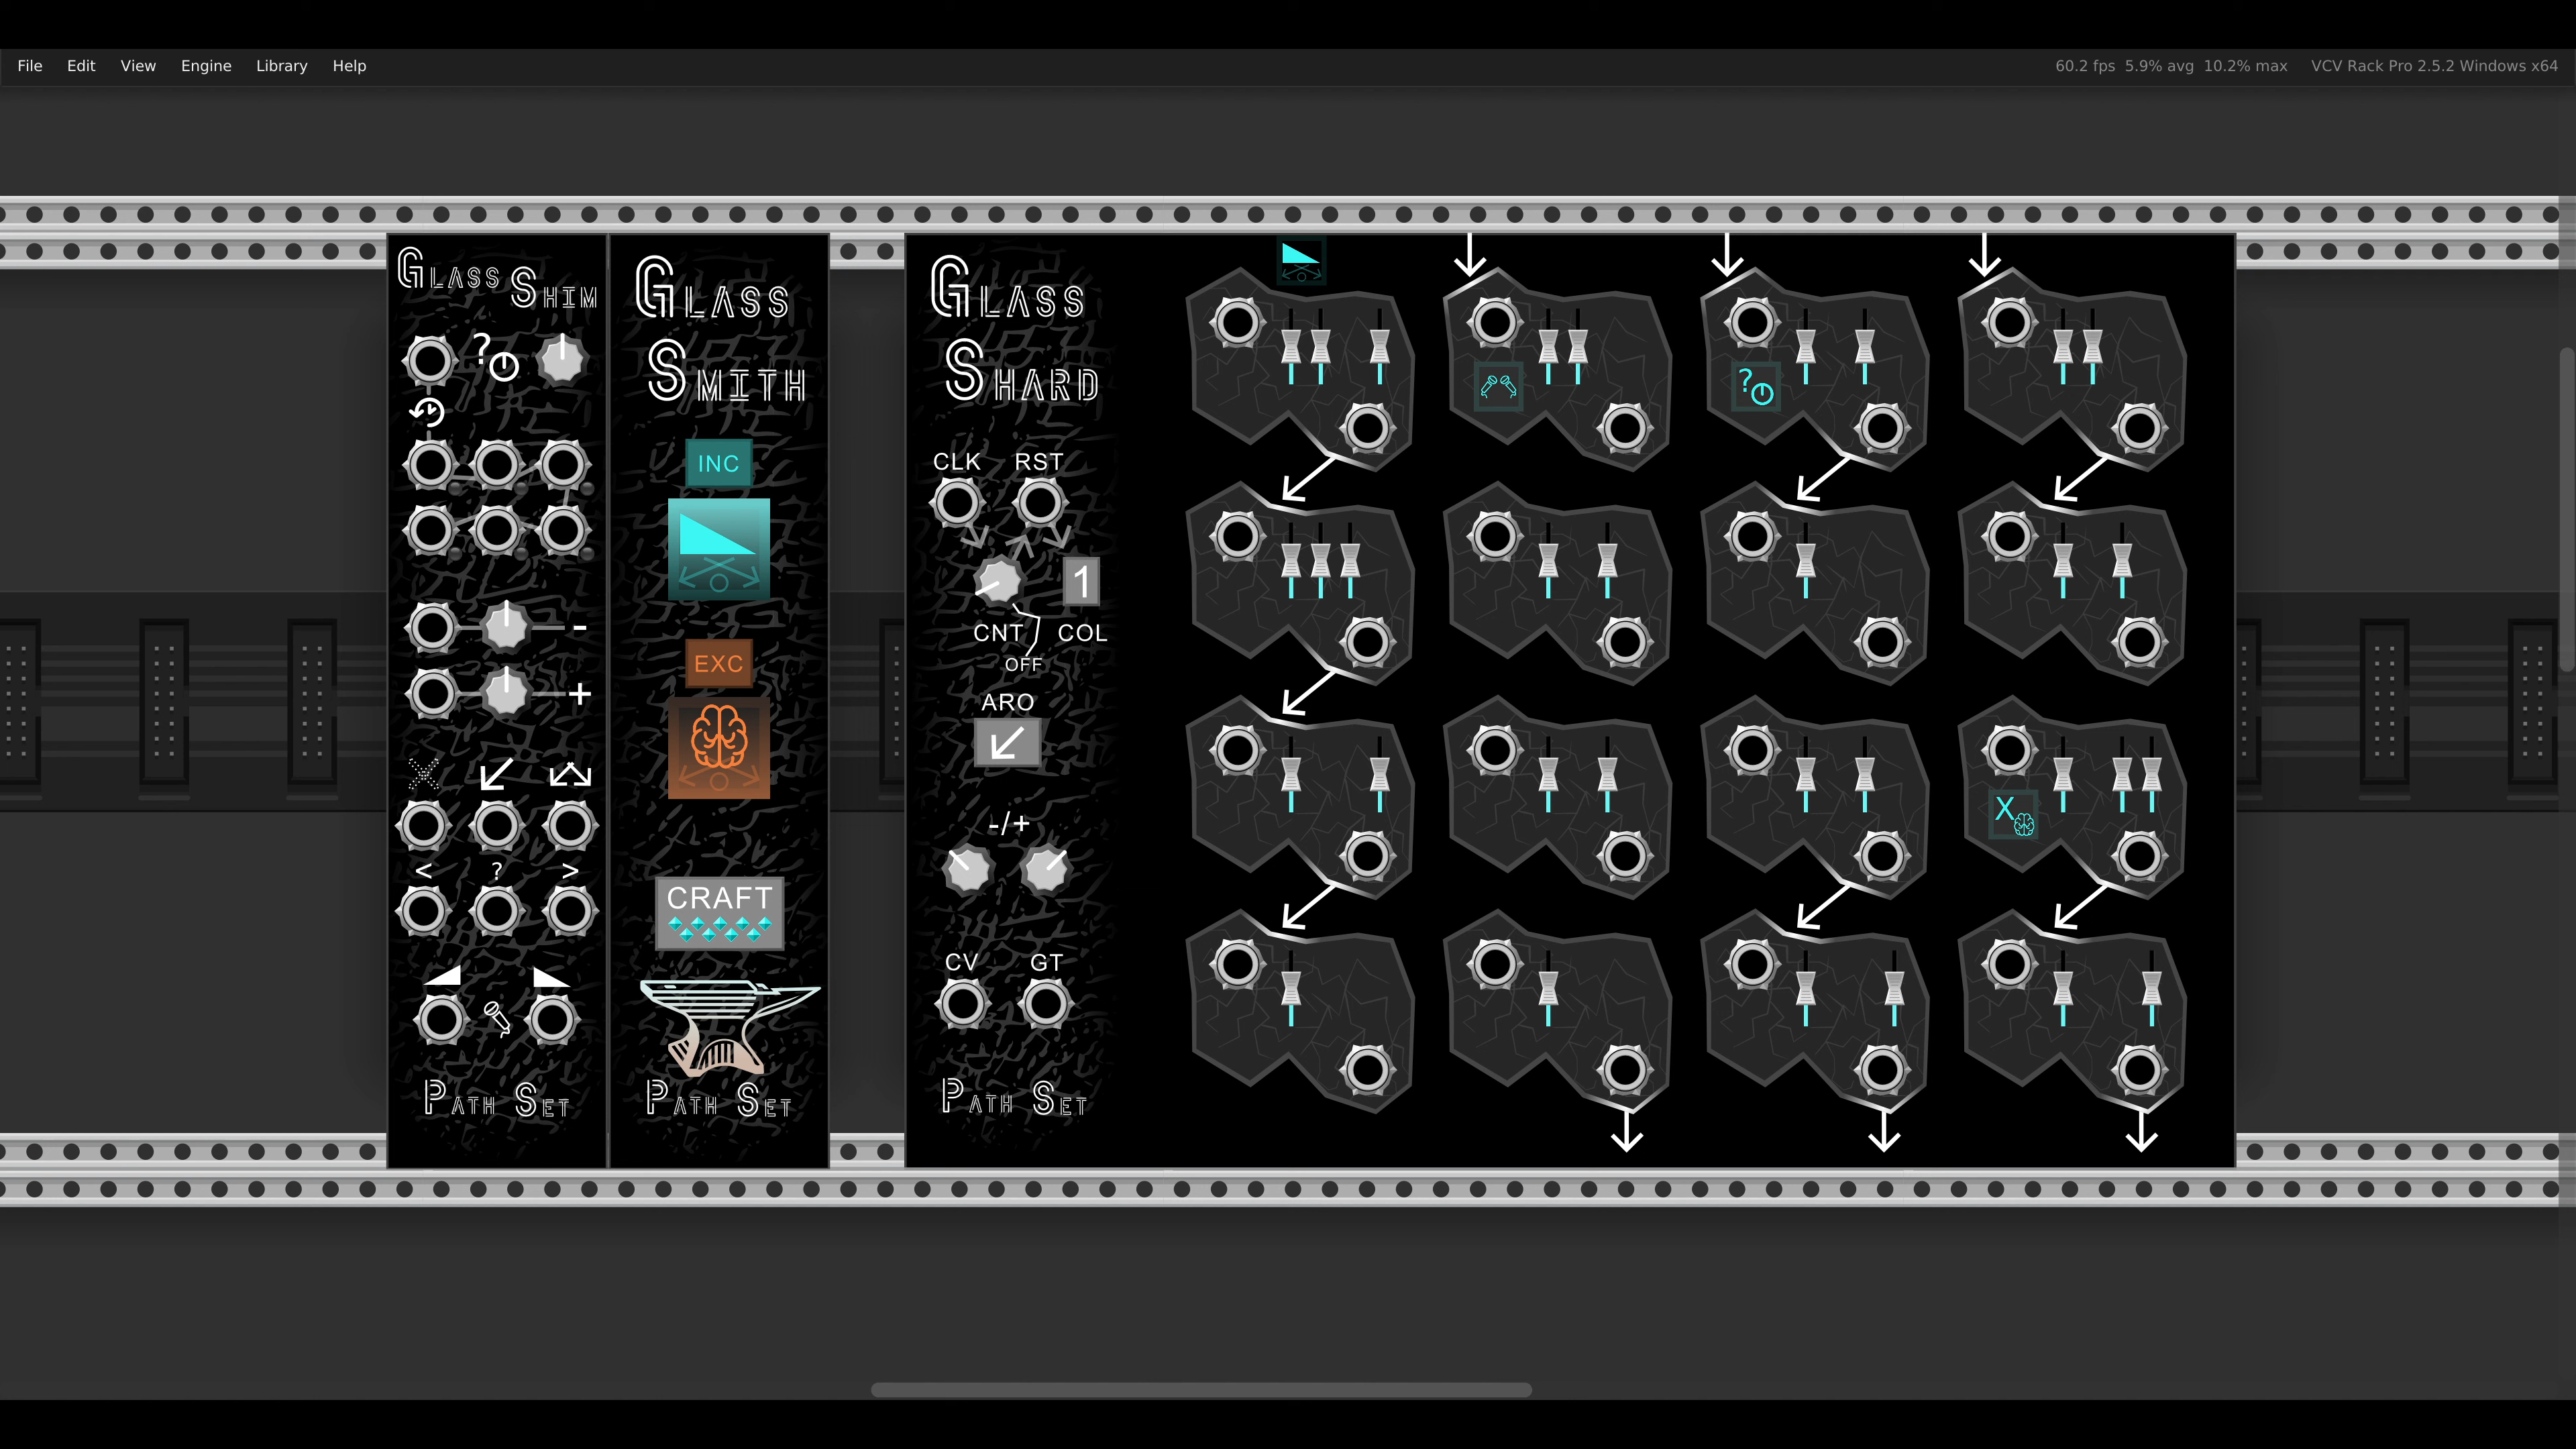 File Edit View Engine Library Help
60.2 fps 5.9% avg 10.2% max VCV Rack Pro 2.5.2 Windows x64
GLASS SHIM
?
-
+
< ? >
PATH SET
GLASS
SMITH
INC
EXC
CRAFT
PATH SET
GLASS
SHARD
CLK RST
1
CNT COL
OFF
ARO
-/+
CV GT
PATH SET
?
X